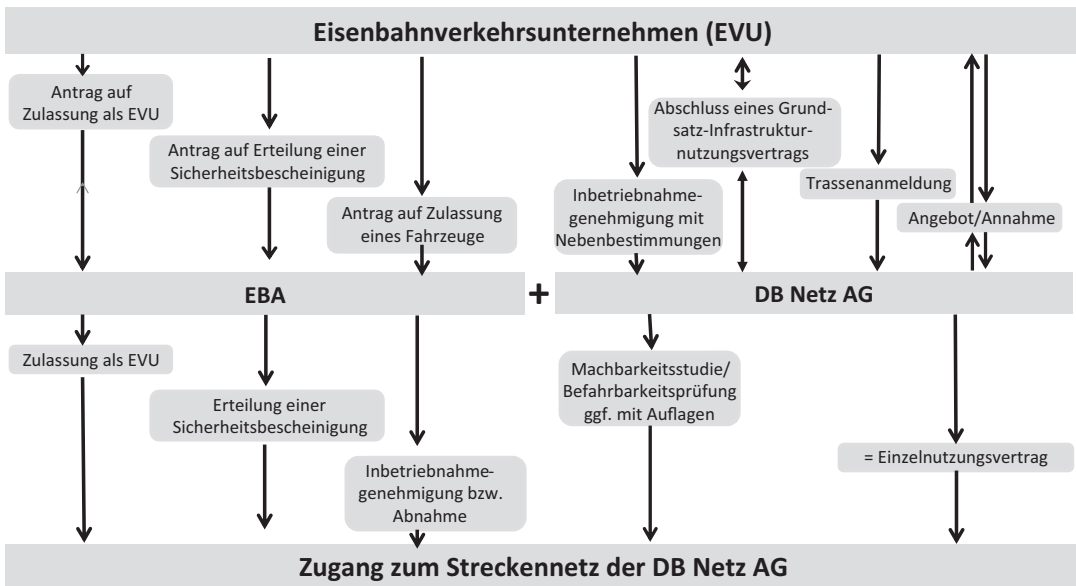 Eisenbahnverkehrsunternehmen (EVU)
Antrag auf
Zulassung als EVU
Antrag auf Erteilung einer
Sicherheitsbescheinigung
Antrag auf Zulassung
eines Fahrzeuge
Inbetriebnahme-
genehmigung mit
Nebenbestimmungen
Abschluss eines Grund-
satz-Infrastruktur-
nutzungsvertrags
Trassenanmeldung
Angebot/Annahme
EBA
+
DB Netz AG
Zulassung als EVU
Erteilung einer
Sicherheitsbescheinigung
Inbetriebnahme-
genehmigung bzw.
Abnahme
Machbarkeitsstudie/
Befahrbarkeitsprüfung
ggf. mit Auflagen
= Einzelnutzungsvertrag
Zugang zum Streckennetz der DB Netz AG